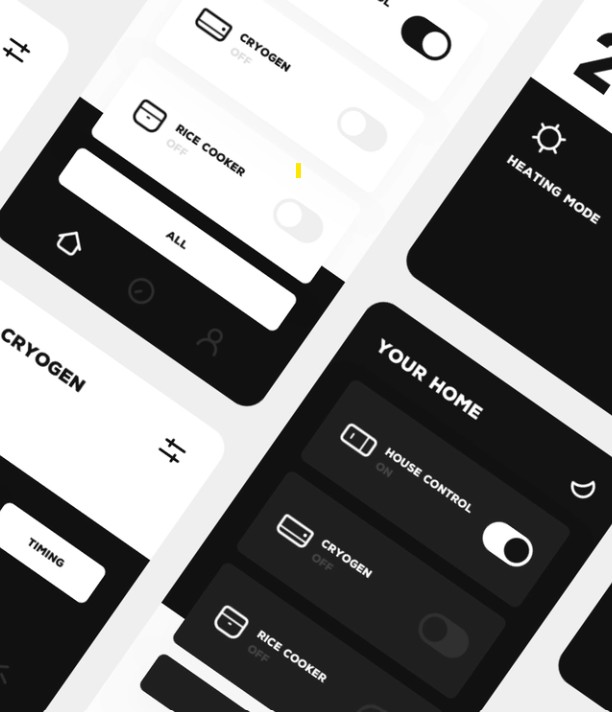 CRYOGEN
OFF
RICE COOKER
OFF
ALL
2
HEATING MODE
CRYOGEN
TIMING
YOUR HOME
HOUSE CONTROL
ON
CRYOGEN
OFF
RICE COOKER
OFF